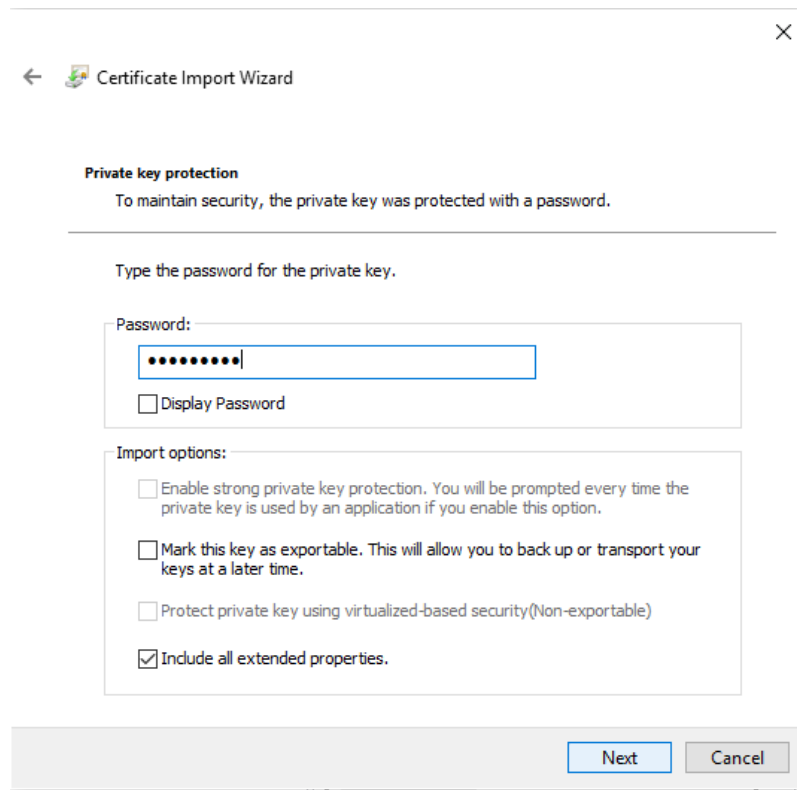 Certificate Import Wizard
Private key protection
To maintain security, the private key was protected with a password.
Type the password for the private key.
Password:
•••••••••
Display Password
Import options:
Enable strong private key protection. You will be prompted every time the
private key is used by an application if you enable this option.
Mark this key as exportable. This will allow you to back up or transport your
keys at a later time.
Protect private key using virtualized-based security(Non-exportable)
Include all extended properties.
Next
Cancel